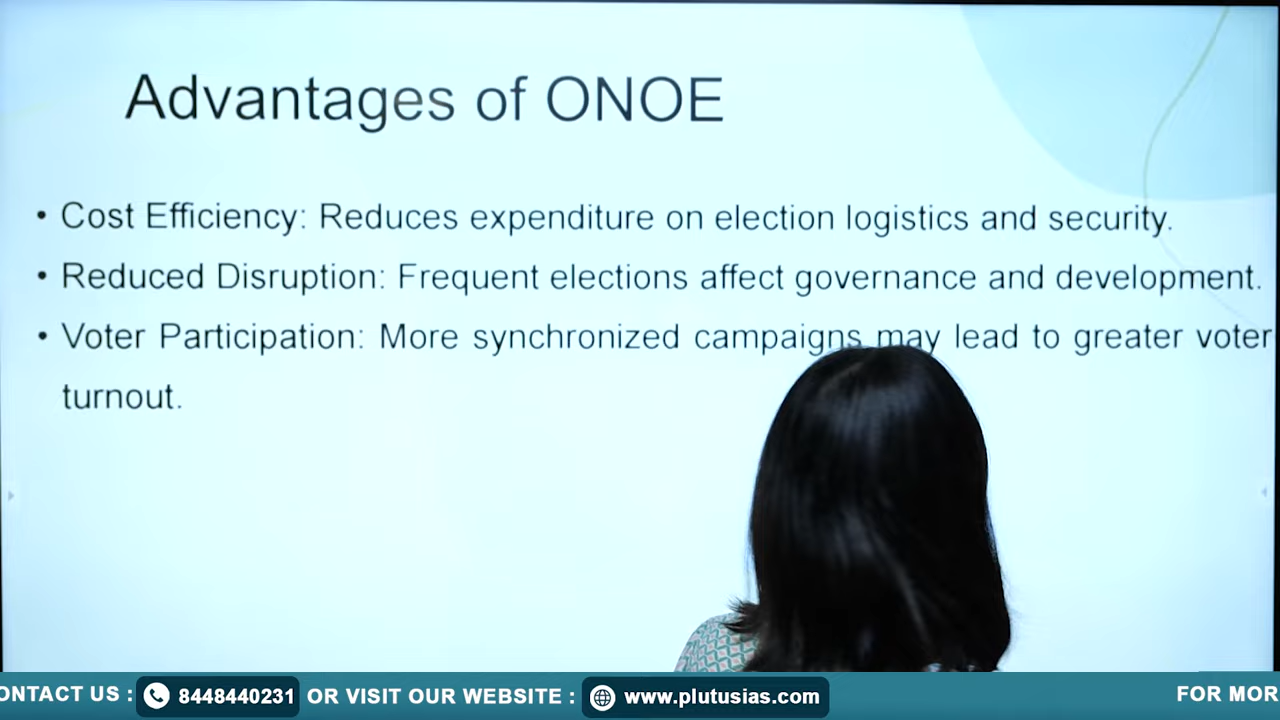 Advantages of ONOE
• Cost Efficiency: Reduces expenditure on election logistics and security.
• Reduced Disruption: Frequent elections affect governance and development.
• Voter Participation: More synchronized campaigns may lead to greater voter
turnout.
ONTACT US : 8448440231 OR VISIT OUR WEBSITE : www.plutusias.com FOR MOR